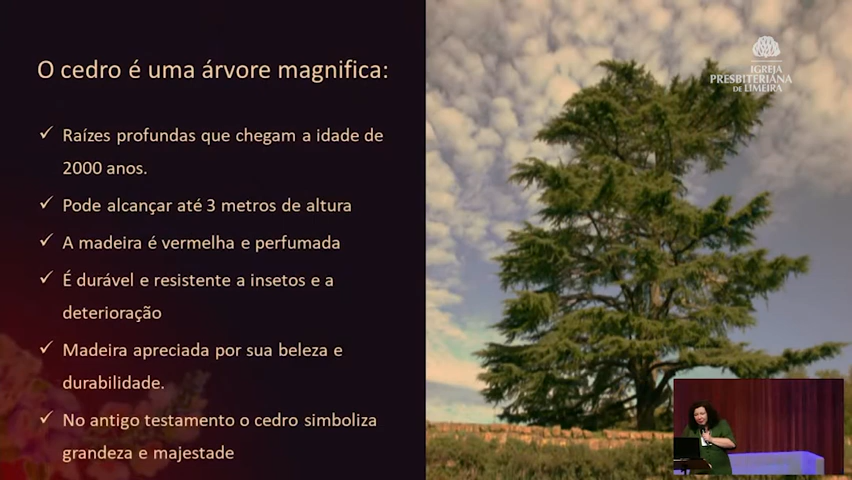 O cedro é uma árvore magnifica:
✓ Raízes profundas que chegam a idade de
2000 anos.
✓ Pode alcançar até 3 metros de altura
✓ A madeira é vermelha e perfumada
✓ É durável e resistente a insetos e a
deterioração
✓ Madeira apreciada por sua beleza e
durabilidade.
✓ No antigo testamento o cedro simboliza
grandeza e majestade
IGREJA
PRESBITERIANA
DE LIMEIRA